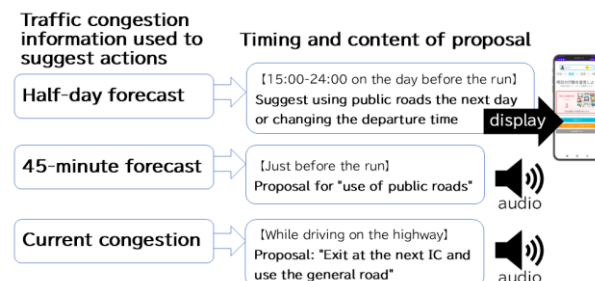 Traffic congestion
information used to
suggest actions
Timing and content of proposal
Half-day forecast
【15:00-24:00 on the day before the run】
Suggest using public roads the next day
or changing the departure time
display
45-minute forecast
【Just before the run】
Proposal for "use of public roads"
audio
Current congestion
【While driving on the highway】
Proposal: "Exit at the next IC and
use the general road"
audio